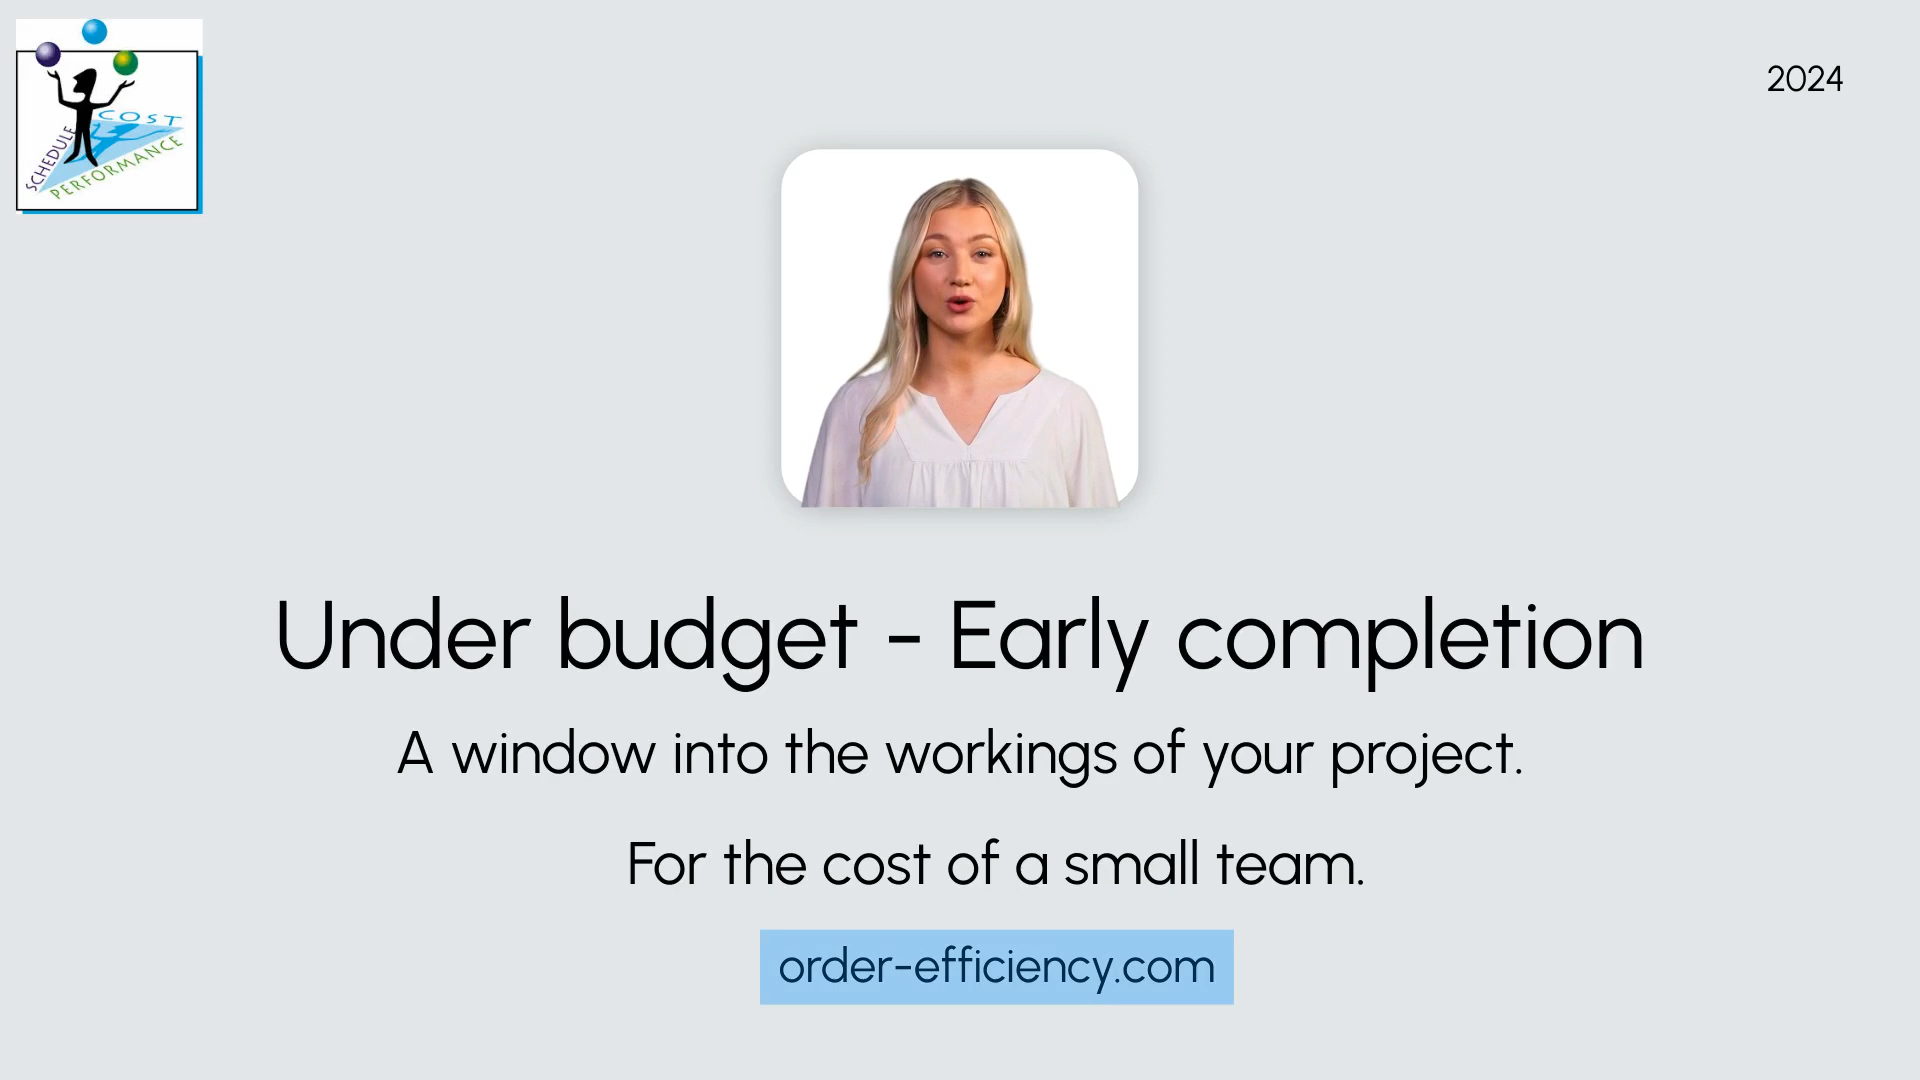 COST
SCHEDULE
PERFORMANCE
2024
Under budget - Early completion
A window into the workings of your project.
For the cost of a small team.
order-efficiency.com